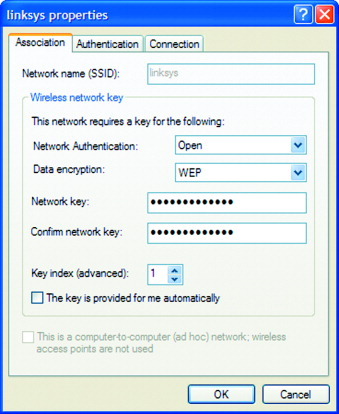 linksys properties
Association
Authentication
Connection
Network name (SSID): linksys
Wireless network key
This network requires a key for the following:
Network Authentication: Open
Data encryption: WEP
Network key: •••••••••••••
Confirm network key: •••••••••••••
Key index (advanced): 1
The key is provided for me automatically
This is a computer-to-computer (ad hoc) network; wireless
access points are not used
OK
Cancel